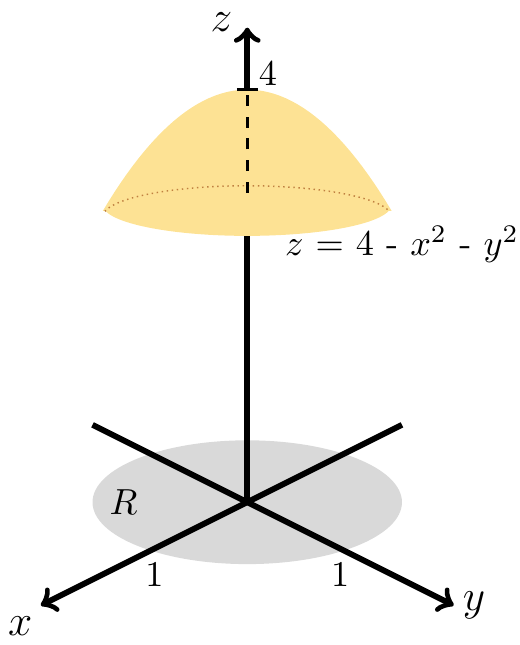 z
4
z = 4 - x² - y²
R
1
1
x
y